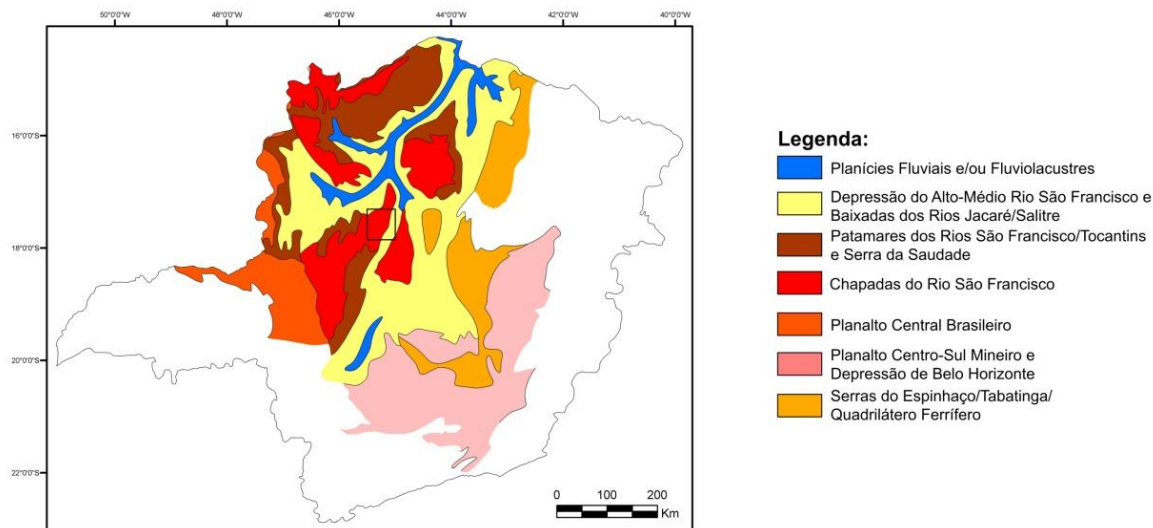 50°0'0"O
48°0'0"O
46°0'0"O
44°0'0"O
42°0'0"O
40°0'0"O
16°0'0"S
18°0'0"S
20°0'0"S
22°0'0"S
0 100 200
Km
Legenda:
Planícies Fluviais e/ou Fluviolacustres
Depressão do Alto-Médio Rio São Francisco e
Baixadas dos Rios Jacaré/Salitre
Patamares dos Rios São Francisco/Tocantins
e Serra da Saudade
Chapadas do Rio São Francisco
Planalto Central Brasileiro
Planalto Centro-Sul Mineiro e
Depressão de Belo Horizonte
Serras do Espinhaço/Tabatinga/
Quadrilátero Ferrífero